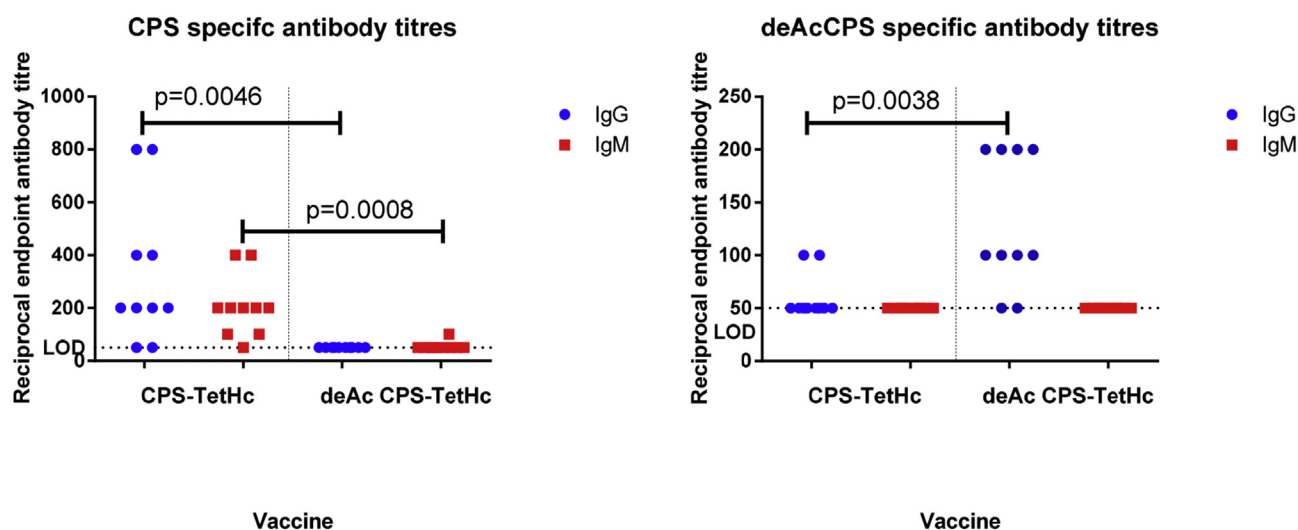 CPS specifc antibody titres
Reciprocal endpoint antibody titre
1000
800
600
400
200
LOD
0
p=0.0046
p=0.0008
IgG
IgM
CPS-TetHc
deAc CPS-TetHc
Vaccine
deAcCPS specific antibody titres
Reciprocal endpoint antibody titre
250
200
150
100
50
LOD
0
p=0.0038
IgG
IgM
CPS-TetHc
deAc CPS-TetHc
Vaccine